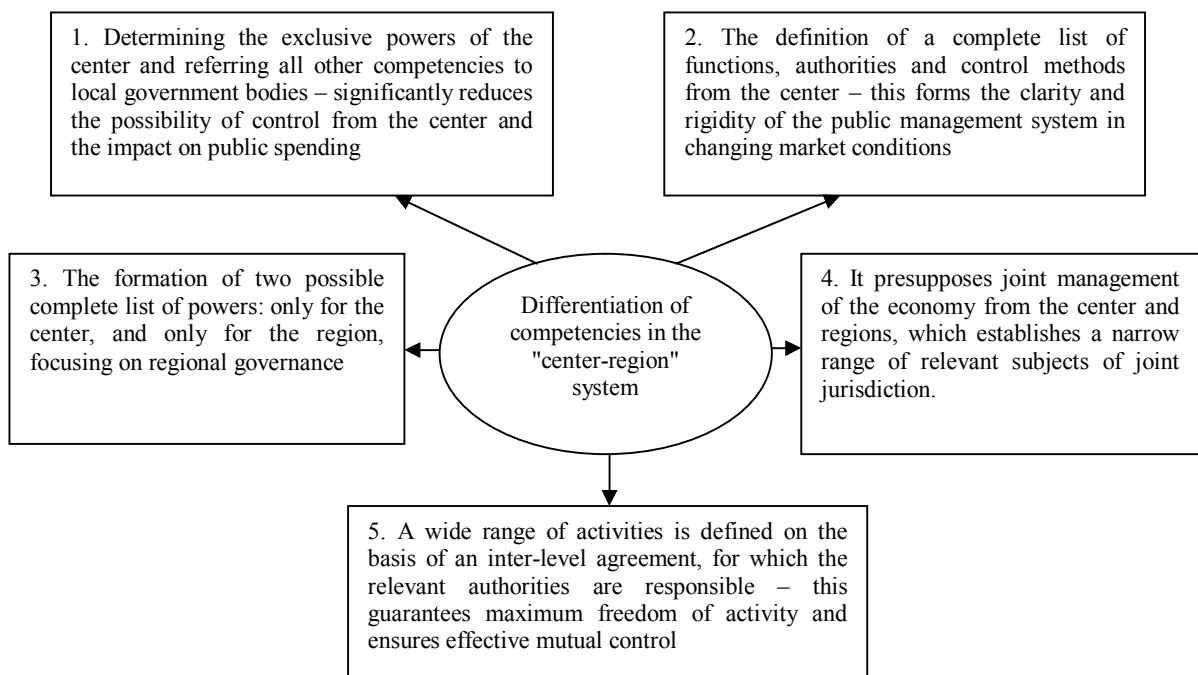 1. Determining the exclusive powers of the
center and referring all other competencies to
local government bodies – significantly reduces
the possibility of control from the center and
the impact on public spending
2. The definition of a complete list of
functions, authorities and control methods
from the center – this forms the clarity and
rigidity of the public management system in
changing market conditions
3. The formation of two possible
complete list of powers: only for the
center, and only for the region,
focusing on regional governance
Differentiation of
competencies in the
"center-region"
system
4. It presupposes joint management
of the economy from the center and
regions, which establishes a narrow
range of relevant subjects of joint
jurisdiction.
5. A wide range of activities is defined on the
basis of an inter-level agreement, for which the
relevant authorities are responsible – this
guarantees maximum freedom of activity and
ensures effective mutual control